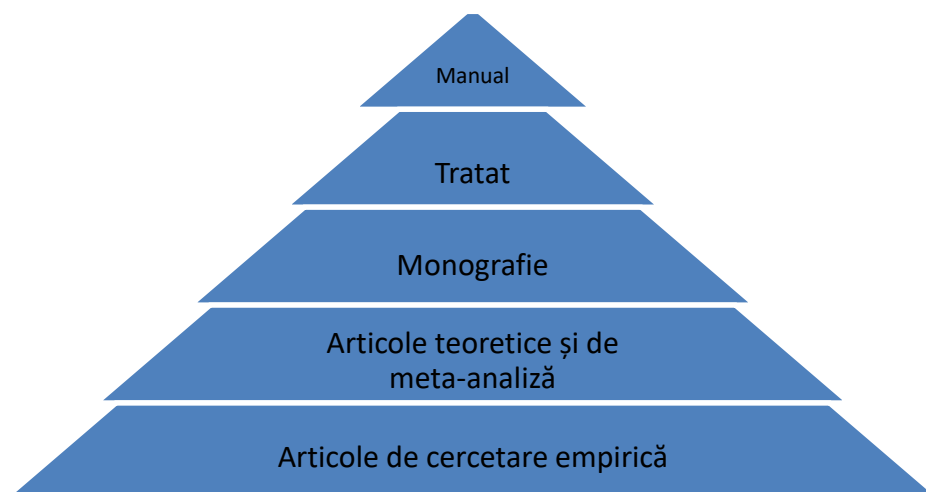 Manual
Tratat
Monografie
Articole teoretice și de
meta-analiză
Articole de cercetare empirică